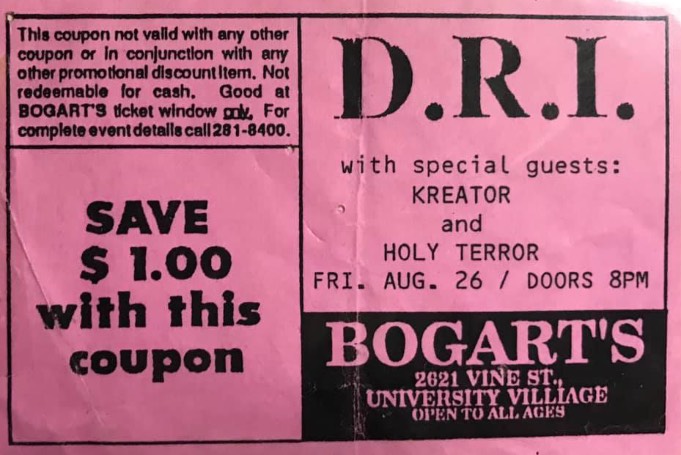 This coupon not valid with any other
coupon or in conjunction with any
other promotional discount item. Not
redeemable for cash. Good at
BOGART'S ticket window only. For
complete event details call 281-8400.
SAVE
$ 1.00
with this
coupon
D.R.I.
with special guests:
KREATOR
and
HOLY TERROR
FRI. AUG. 26 / DOORS 8PM
BOGART'S
2621 VINE ST.,
UNIVERSITY VILLIAGE
OPEN TO ALL AGES